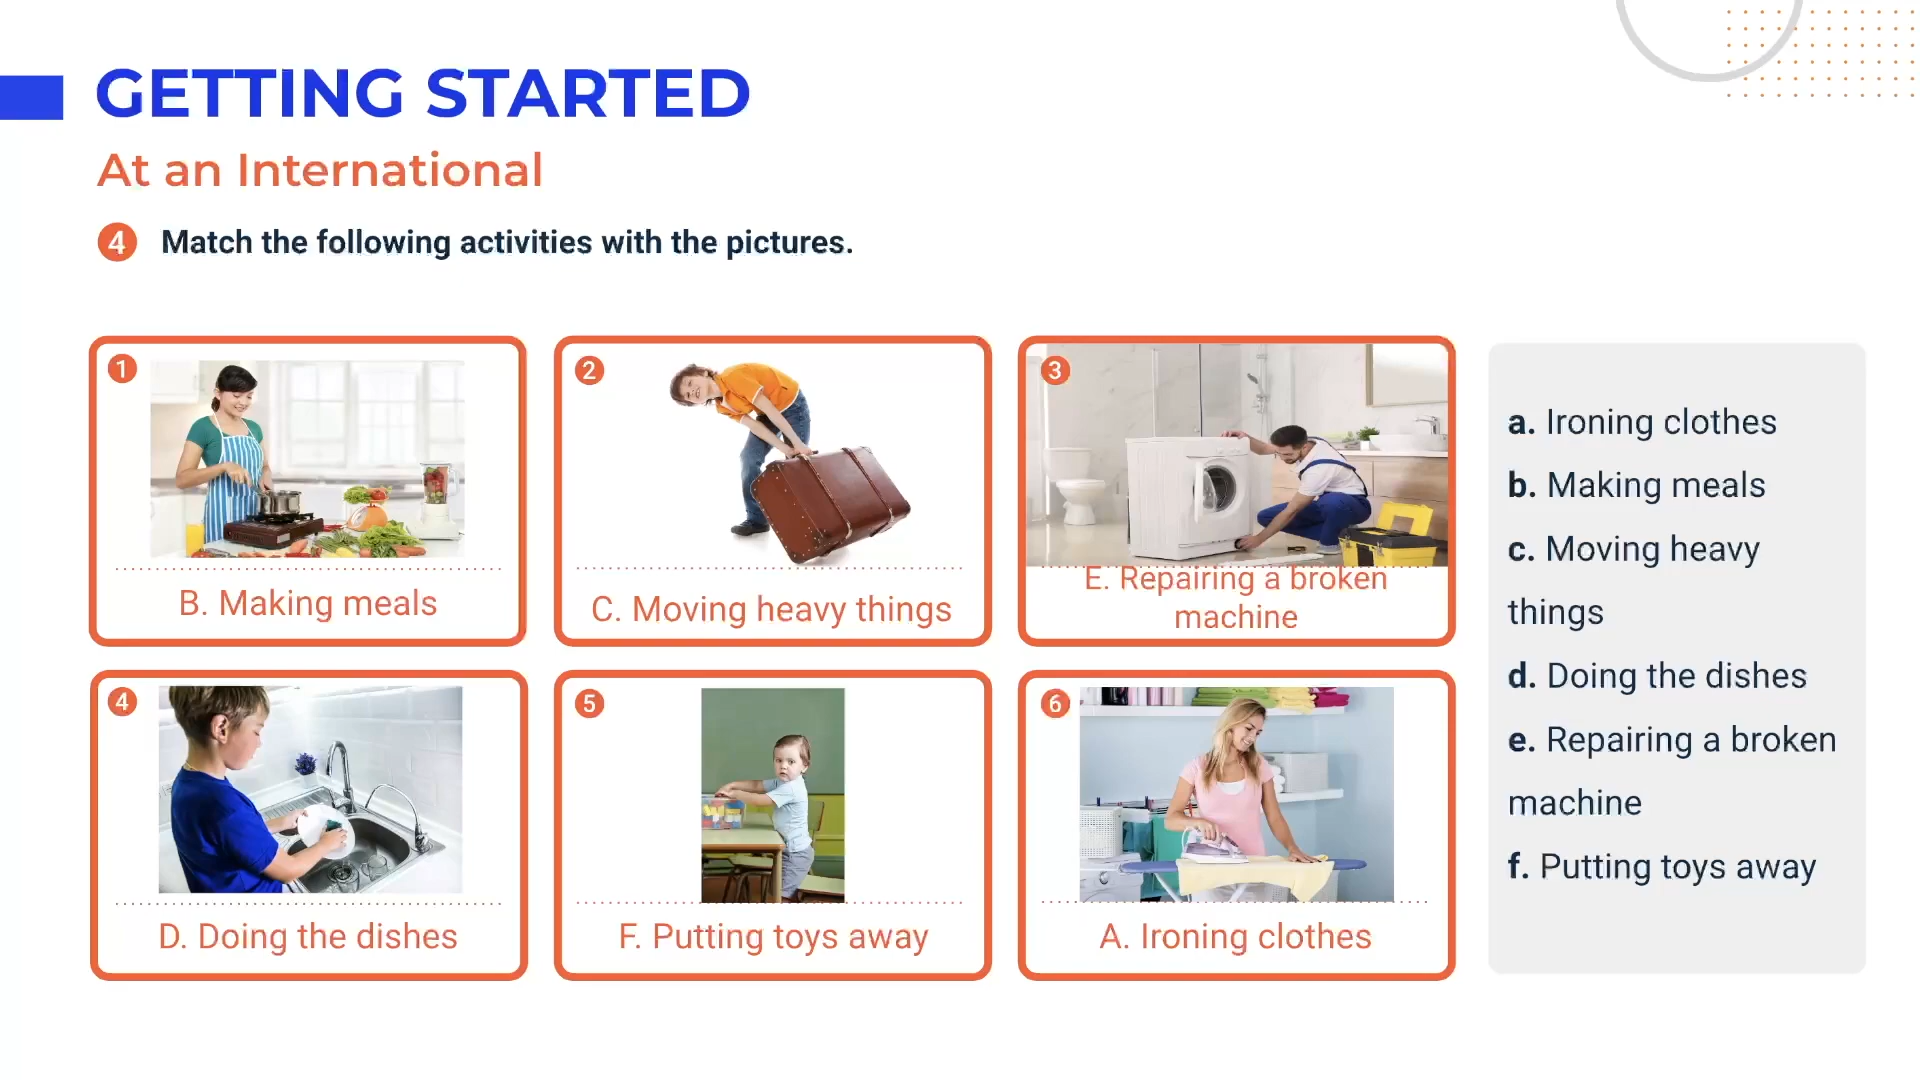 GETTING STARTED
At an International
4 Match the following activities with the pictures.
1
B. Making meals
2
C. Moving heavy things
3
E. Repairing a broken
machine
4
D. Doing the dishes
5
F. Putting toys away
6
A. Ironing clothes
a. Ironing clothes
b. Making meals
c. Moving heavy
things
d. Doing the dishes
e. Repairing a broken
machine
f. Putting toys away